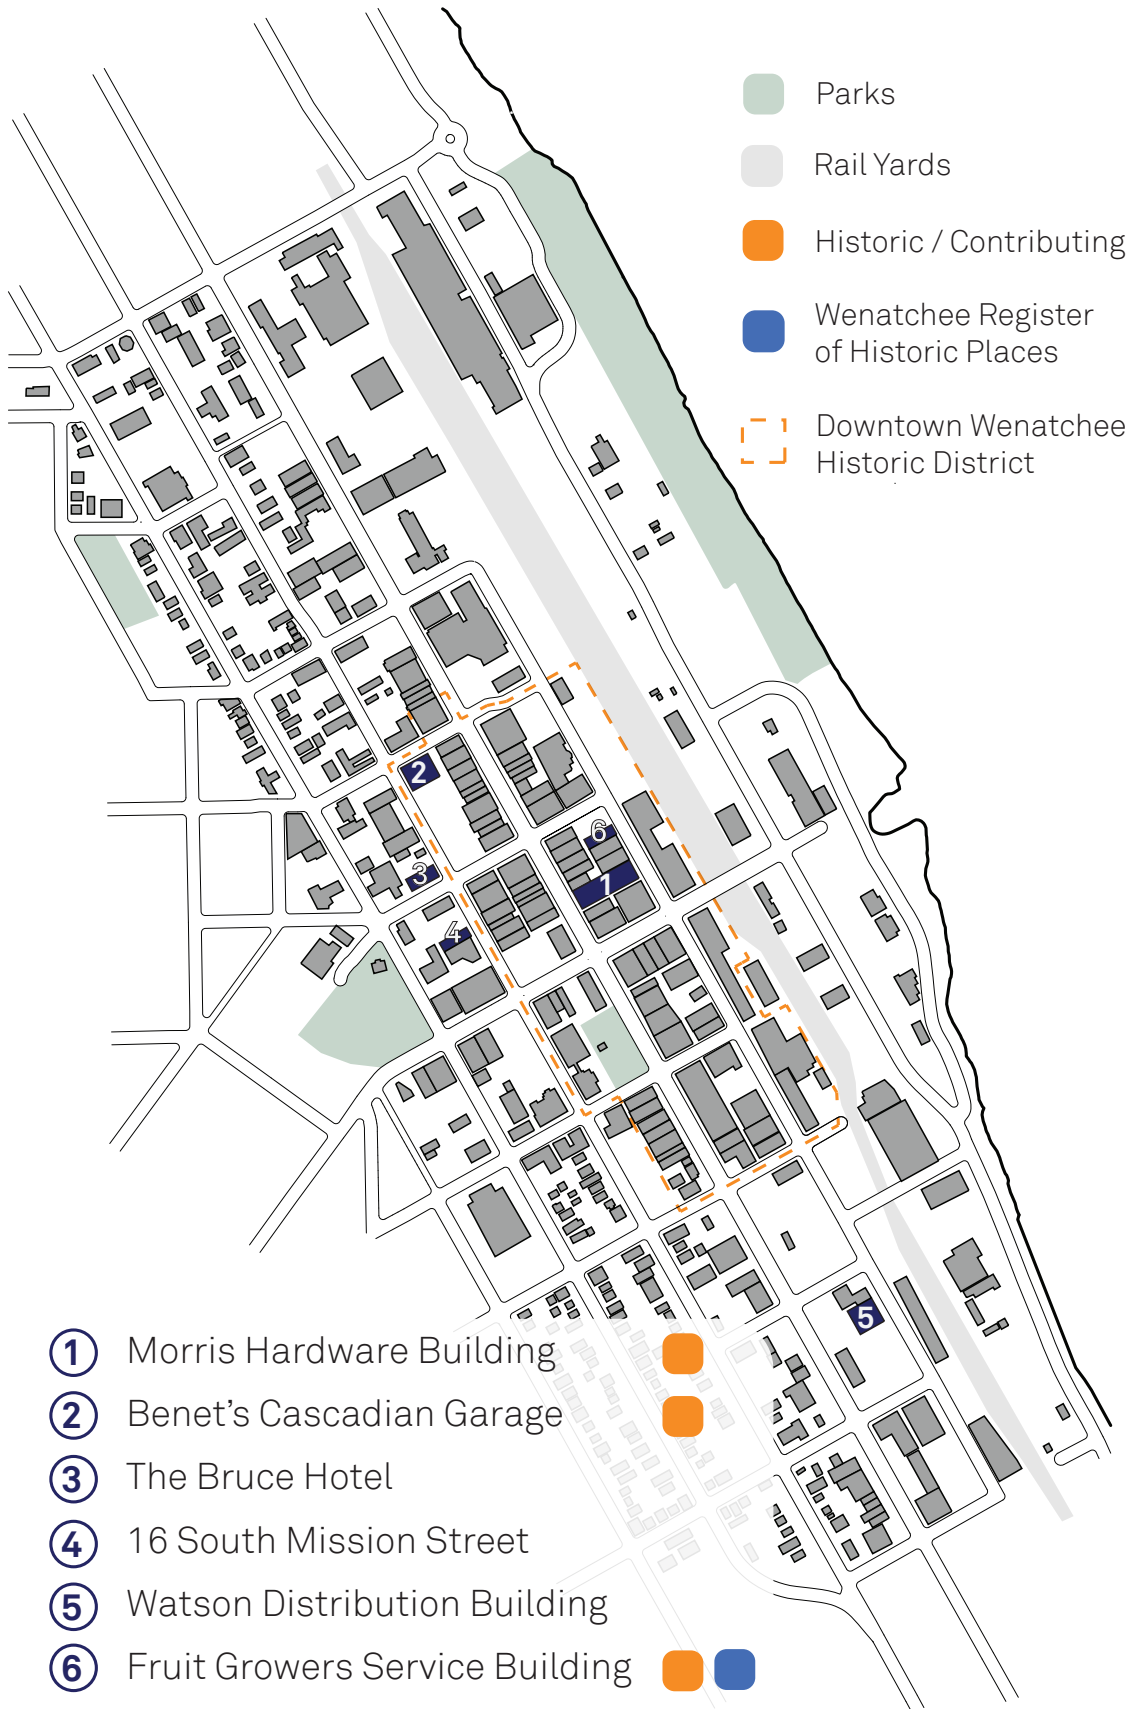 Parks
Rail Yards
Historic / Contributing
Wenatchee Register
of Historic Places
Downtown Wenatchee
Historic District
2
6
3
1
4
5
1 Morris Hardware Building
2 Benet's Cascadian Garage
3 The Bruce Hotel
4 16 South Mission Street
5 Watson Distribution Building
6 Fruit Growers Service Building